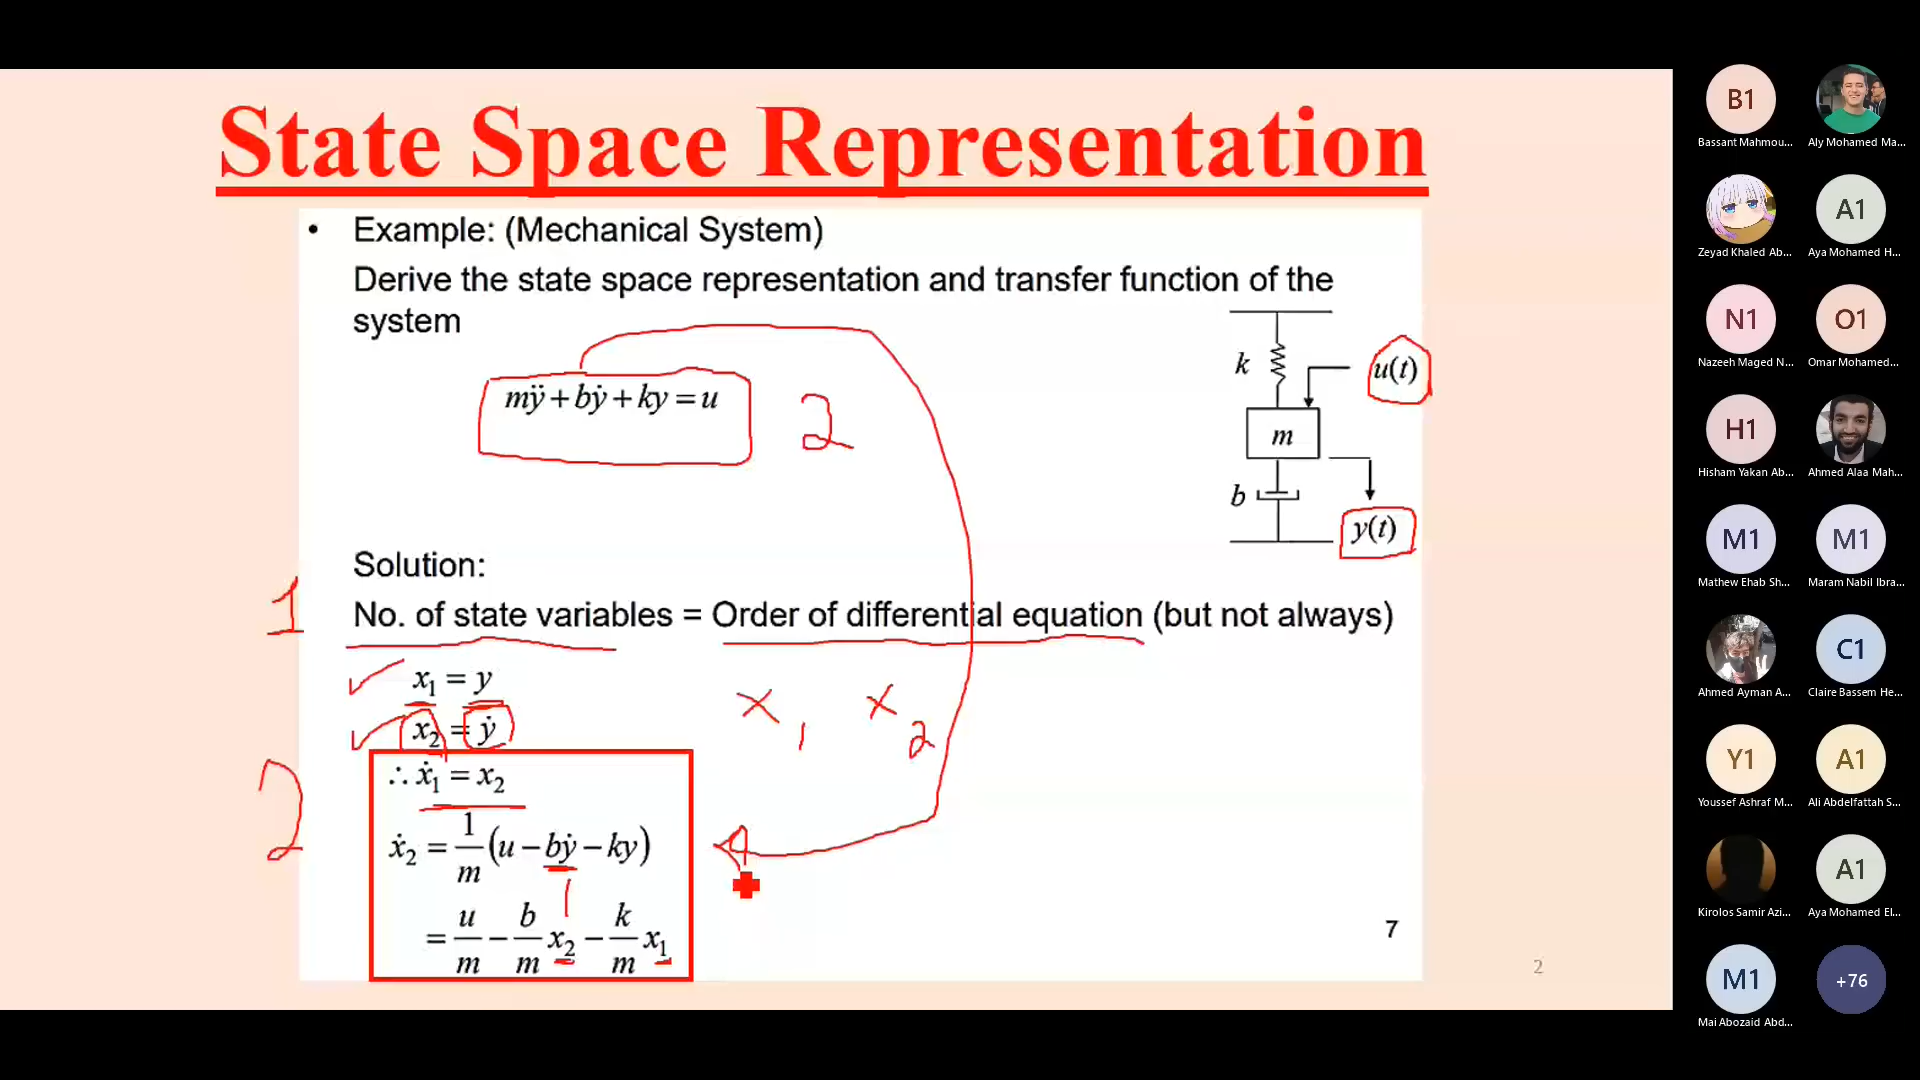 State Space Representation
• Example: (Mechanical System)
Derive the state space representation and transfer function of the
system
mÿ + bẏ + ky = u
2
k
u(t)
m
b
y(t)
Solution:
1
No. of state variables = Order of differential equation (but not always)
x₁ = y
x₂ = ẏ
x₁ x₂
2
∴ ẋ₁ = x₂
ẋ₂ = 1/m (u − bẏ − ky)
= u/m − b/m x₂ − k/m x₁
7
2
B1
Bassant Mahmou...
Aly Mohamed Ma...
Zeyad Khaled Ab...
A1
Aya Mohamed H...
N1
Nazeeh Maged N...
O1
Omar Mohamed...
H1
Hisham Yakan Ab...
Ahmed Alaa Mah...
M1
Mathew Ehab Sh...
M1
Maram Nabil Ibra...
Ahmed Ayman A...
C1
Claire Bassem He...
Y1
Youssef Ashraf M...
A1
Ali Abdelfattah S...
Kirolos Samir Azi...
A1
Aya Mohamed El...
M1
Mai Abozaid Abd...
+76